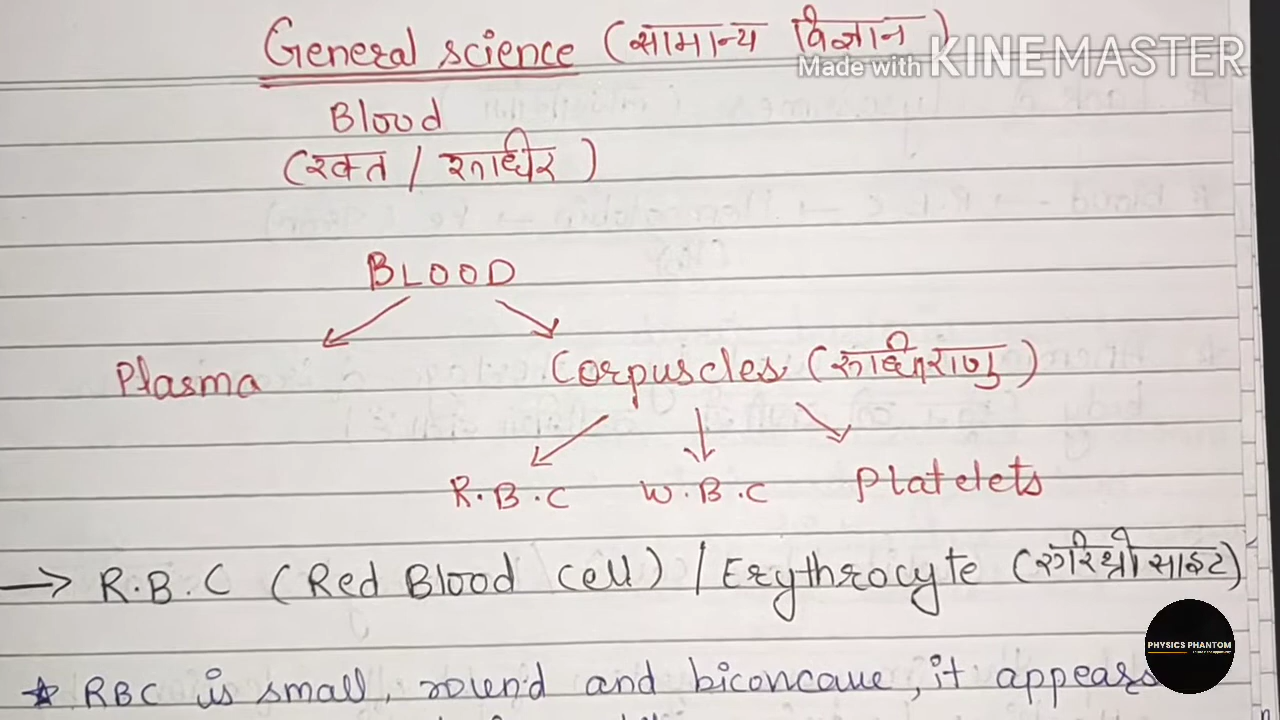 General science (सामान्य विज्ञान)
Made with KINEMASTER
Blood
(रक्त / रुधिर)
BLOOD
Plasma
Corpuscles (रुधिराणु)
R.B.C W.B.C Platelets
→ R.B.C (Red Blood Cell) / Erythrocyte (इरिथ्रोसाइट)
PHYSICS PHANTOM
★ RBC is small, round and biconcave, it appears